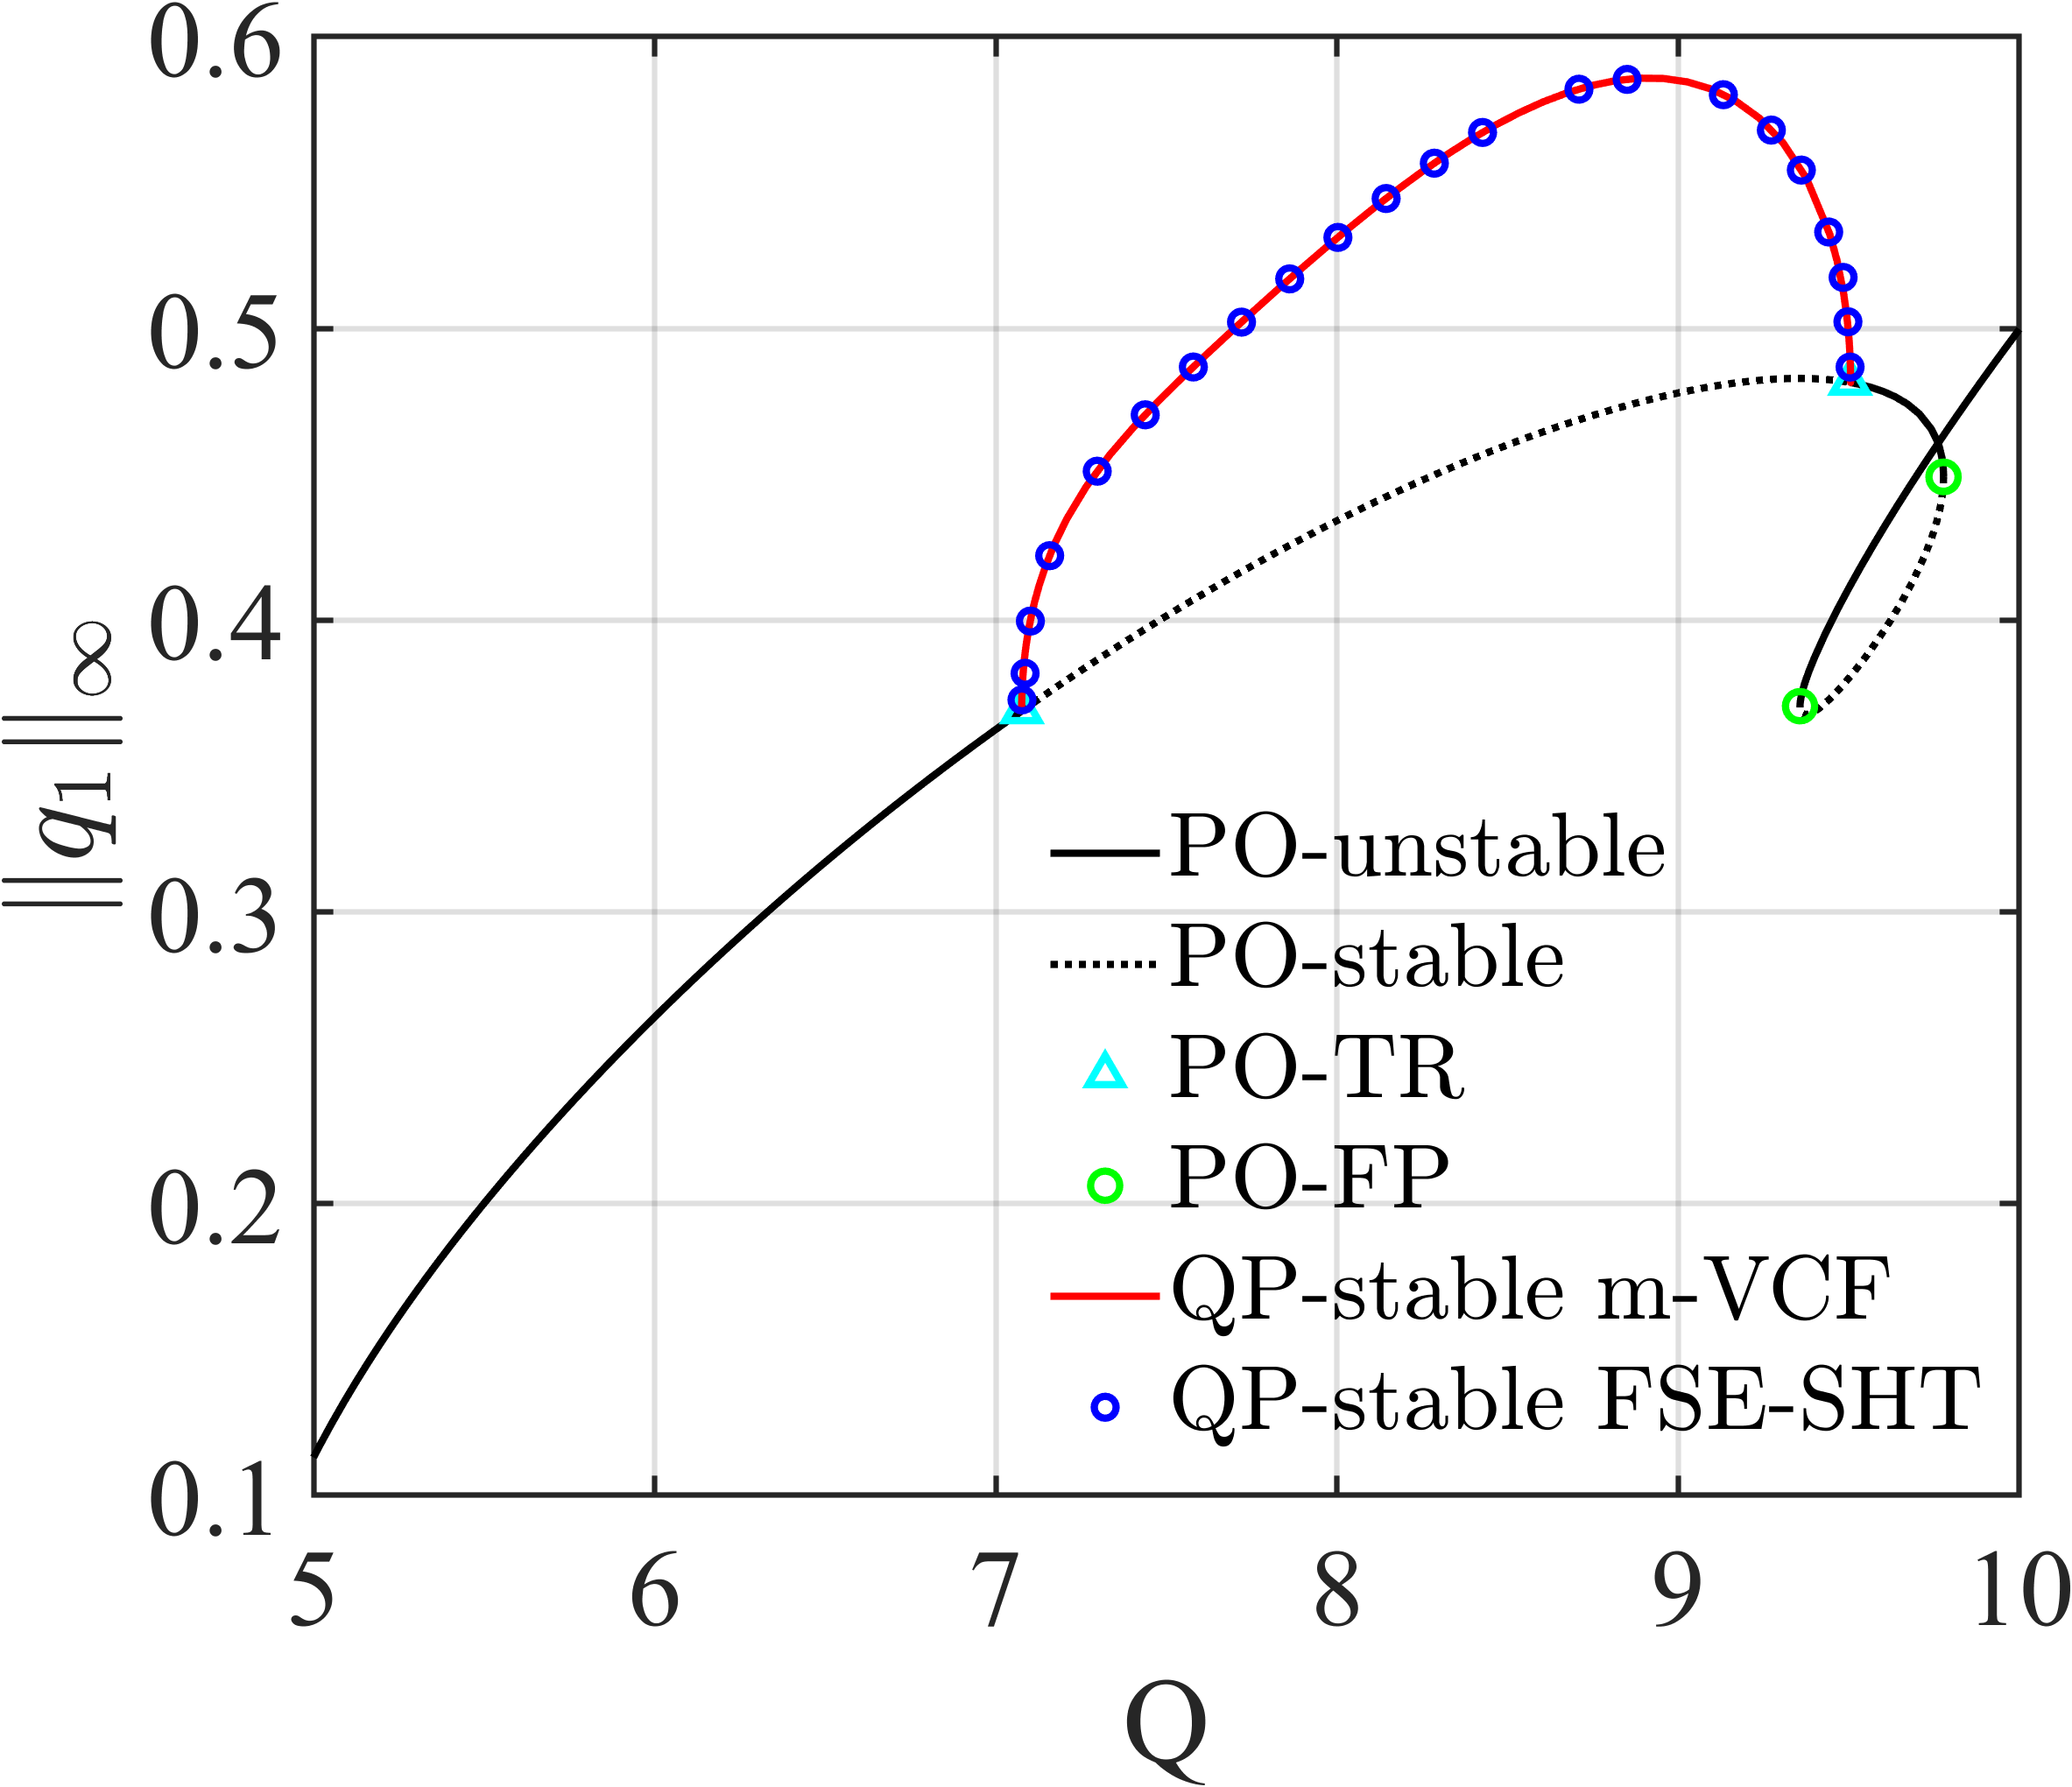 0.6
0.5
0.4
0.3
0.2
0.1
‖q1‖∞
5 6 7 8 9 10
Q
PO-unstable
PO-stable
PO-TR
PO-FP
QP-stable m-VCF
QP-stable FSE-SHT